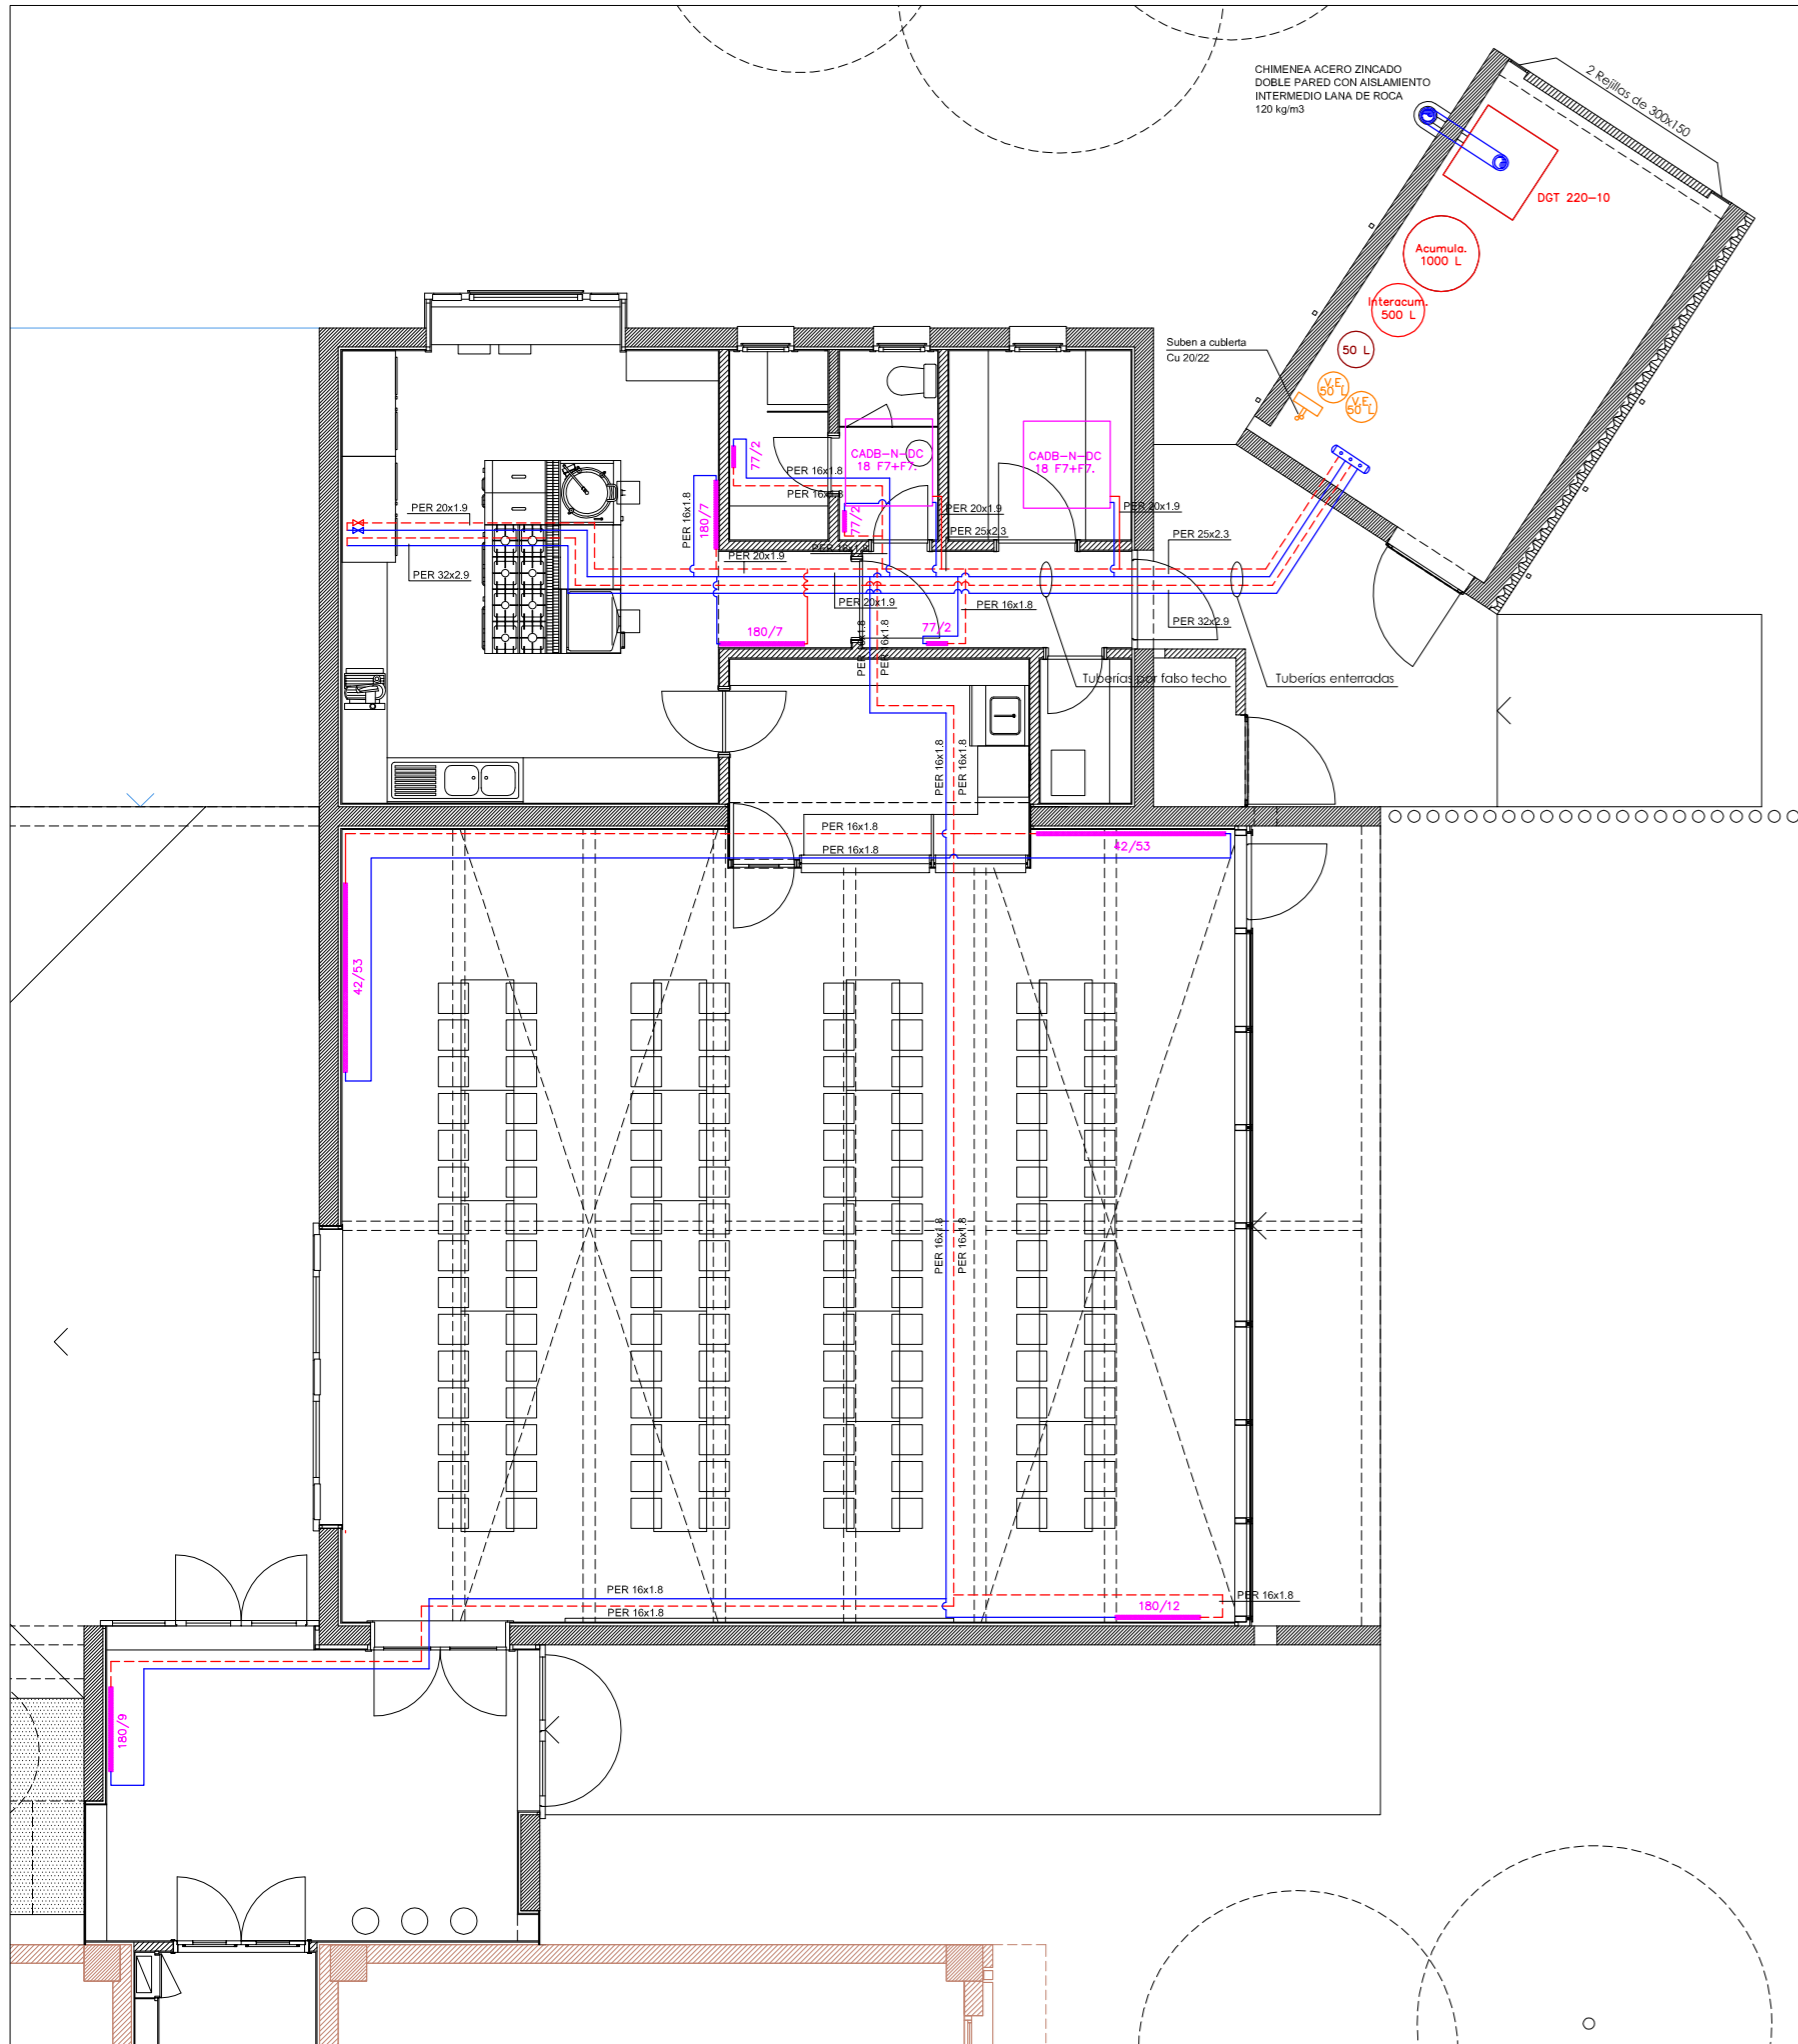 CHIMENEA ACERO ZINCADO
DOBLE PARED CON AISLAMIENTO
INTERMEDIO LANA DE ROCA
120 kg/m3
2 Rejillas de 300x150
DGT 220-10
Acumula.
1000 L
Interacum.
500 L
50 L
V.E.
50 L
V.E.
50 L
Suben a cubierta
Cu 20/22
77/2
PER 16x1.8
PER 16x1.8
CADB-N-DC
18 F7+F7.
CADB-N-DC
18 F7+F7.
PER 20x1.9
PER 16x1.8
180/7
77/2
PER 20x1.9
PER 25x2.3
PER 20x1.9
PER 25x2.3
PER 16x1.8
PER 20x1.9
PER 32x2.9
PER 20x1.9
PER 16x1.8
PER 32x2.9
180/7
77/2
PER 16x1.8
PER 16x1.8
Tuberías por falso techo
Tuberías enterradas
PER 16x1.8
PER 16x1.8
PER 16x1.8
PER 16x1.8
42/53
42/53
PER 16x1.8
PER 16x1.8
PER 16x1.8
PER 16x1.8
180/12
PER 16x1.8
180/9